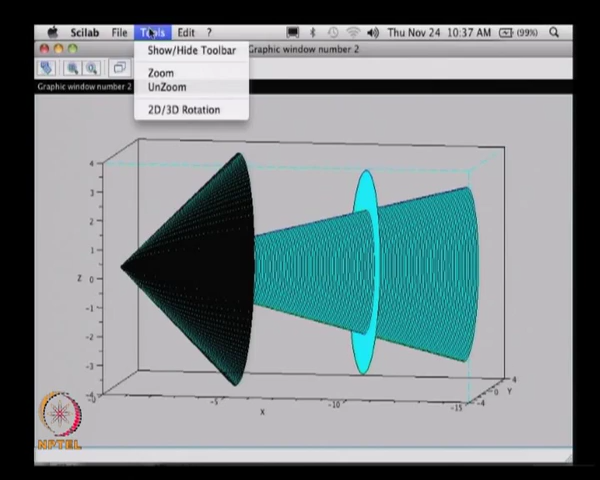 Scilab File Tools Edit ? Thu Nov 24 10:37 AM (99%)
Graphic window number 2
Show/Hide Toolbar
Zoom
UnZoom
2D/3D Rotation
Graphic window number 2
4
3
2
1
Z 0
-1
-2
-3
-5 -10 -15
X
-4 0 4
Y
NPTEL